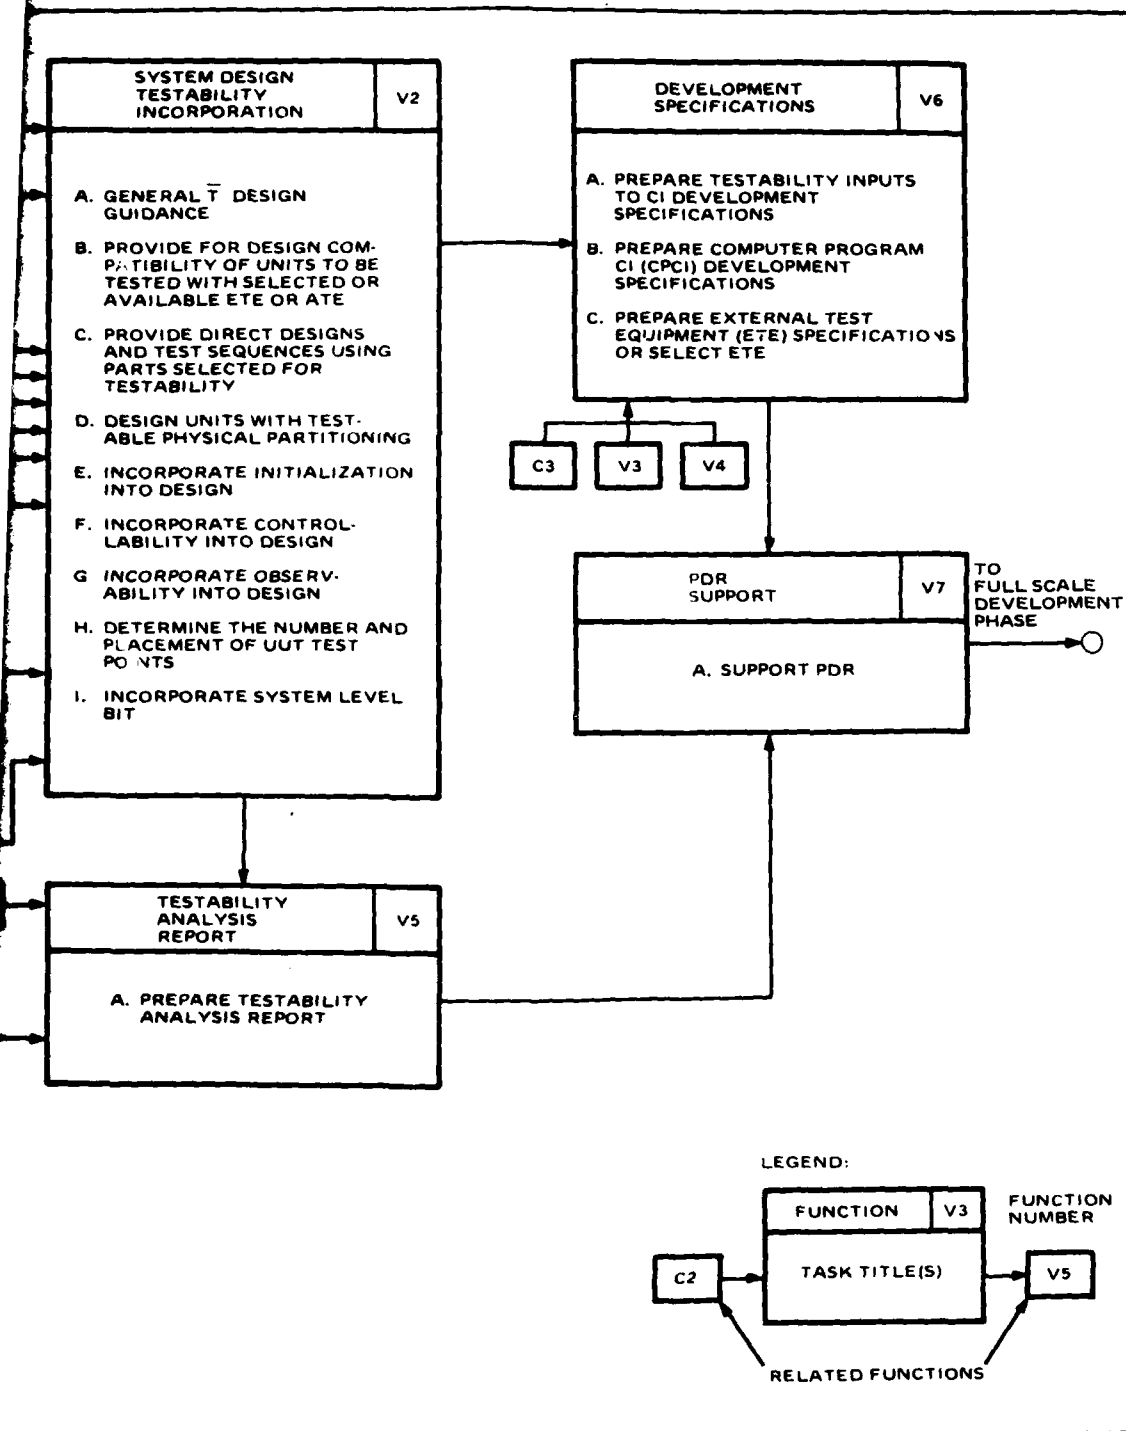 SYSTEM DESIGN
TESTABILITY
INCORPORATION
V2
A. GENERAL T̅ DESIGN
GUIDANCE
B. PROVIDE FOR DESIGN COM-
PATIBILITY OF UNITS TO BE
TESTED WITH SELECTED OR
AVAILABLE ETE OR ATE
C. PROVIDE DIRECT DESIGNS
AND TEST SEQUENCES USING
PARTS SELECTED FOR
TESTABILITY
D. DESIGN UNITS WITH TEST-
ABLE PHYSICAL PARTITIONING
E. INCORPORATE INITIALIZATION
INTO DESIGN
F. INCORPORATE CONTROL-
LABILITY INTO DESIGN
G INCORPORATE OBSERV-
ABILITY INTO DESIGN
H. DETERMINE THE NUMBER AND
PLACEMENT OF UUT TEST
POINTS
I. INCORPORATE SYSTEM LEVEL
BIT
DEVELOPMENT
SPECIFICATIONS
V6
A. PREPARE TESTABILITY INPUTS
TO CI DEVELOPMENT
SPECIFICATIONS
B. PREPARE COMPUTER PROGRAM
CI (CPCI) DEVELOPMENT
SPECIFICATIONS
C. PREPARE EXTERNAL TEST
EQUIPMENT (ETE) SPECIFICATIONS
OR SELECT ETE
C3
V3
V4
PDR
SUPPORT
V7
A. SUPPORT PDR
TO
FULL SCALE
DEVELOPMENT
PHASE
TESTABILITY
ANALYSIS
REPORT
V5
A. PREPARE TESTABILITY
ANALYSIS REPORT
LEGEND:
FUNCTION
V3
FUNCTION
NUMBER
C2
TASK TITLE(S)
V5
RELATED FUNCTIONS